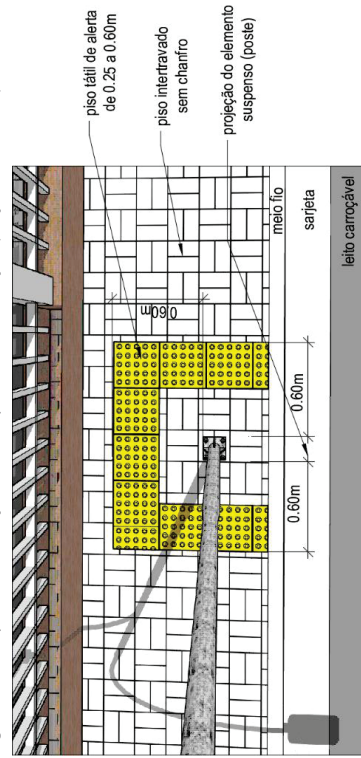 piso tátil de alerta
de 0.25 a 0.60m
piso intertravado
sem chanfro
projeção do elemento
suspenso (poste)
0.60m
meio fio
sarjeta
0.60m
0.60m
leito carroçável